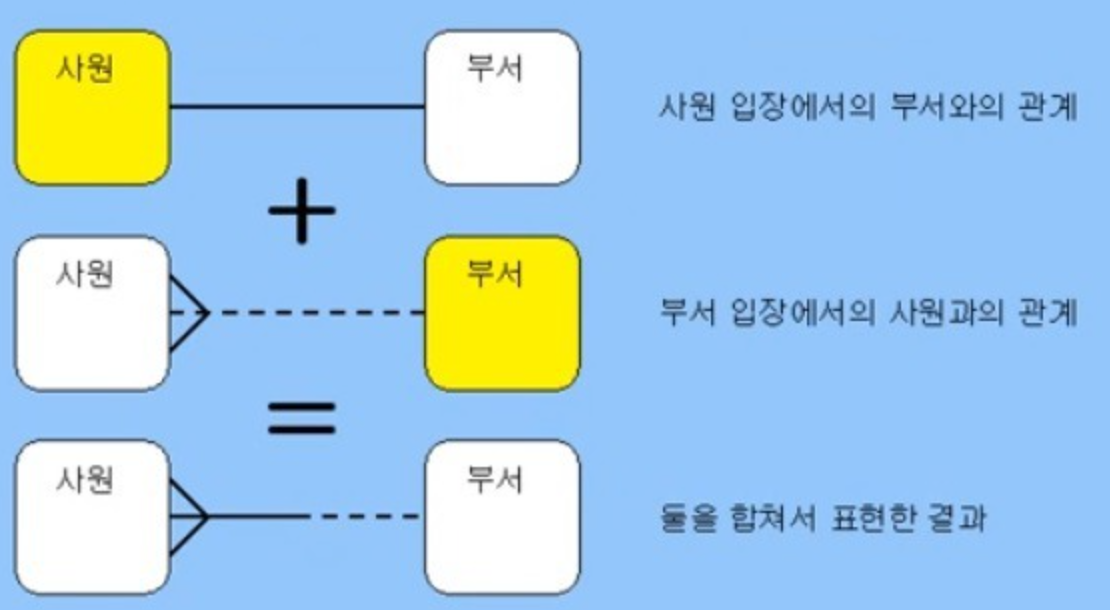 사원
부서
사원 입장에서의 부서와의 관계
+
사원
부서
부서 입장에서의 사원과의 관계
=
사원
부서
둘을 합쳐서 표현한 결과